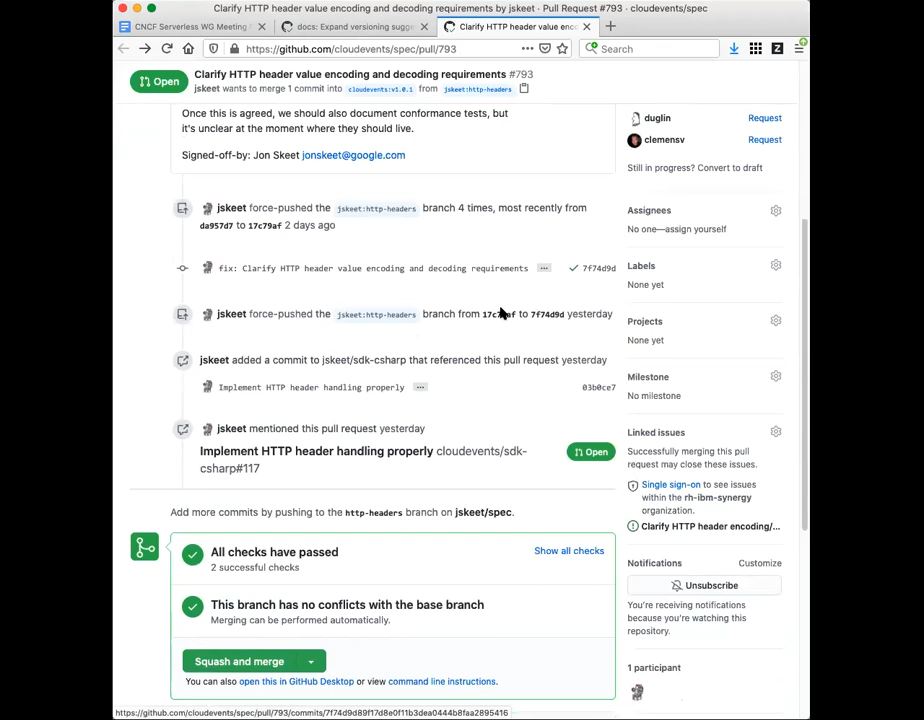 Clarify HTTP header value encoding and decoding requirements by jskeet · Pull Request #793 · cloudevents/spec
CNCF Serverless WG Meeting
docs: Expand versioning sugge
Clarify HTTP header value enc
https://github.com/cloudevents/spec/pull/793
Search
Open
Clarify HTTP header value encoding and decoding requirements #793
jskeet wants to merge 1 commit into cloudevents:v1.0.1 from jskeet:http-headers
Once this is agreed, we should also document conformance tests, but
it's unclear at the moment where they should live.
Signed-off-by: Jon Skeet jonskeet@google.com
jskeet force-pushed the jskeet:http-headers branch 4 times, most recently from
da957d7 to 17c79af 2 days ago
fix: Clarify HTTP header value encoding and decoding requirements ... 7f74d9d
jskeet force-pushed the jskeet:http-headers branch from to 7f74d9d yesterday
jskeet added a commit to jskeet/sdk-csharp that referenced this pull request yesterday
Implement HTTP header handling properly ... 03b0ce7
jskeet mentioned this pull request yesterday
Implement HTTP header handling properly cloudevents/sdk-
csharp#117
Open
Add more commits by pushing to the http-headers branch on jskeet/spec.
All checks have passed
2 successful checks
Show all checks
This branch has no conflicts with the base branch
Merging can be performed automatically.
Squash and merge
You can also open this in GitHub Desktop or view command line instructions.
https://github.com/cloudevents/spec/pull/793/commits/7f74d9d89f17d8e0f11b3dea0444b8faa2895416
duglin Request
clemensv Request
Still in progress? Convert to draft
Assignees
No one—assign yourself
Labels
None yet
Projects
None yet
Milestone
No milestone
Linked issues
Successfully merging this pull
request may close these issues.
Single sign-on to see issues
within the rh-ibm-synergy
organization.
Clarify HTTP header encoding/...
Notifications Customize
Unsubscribe
You're receiving notifications
because you're watching this
repository.
1 participant